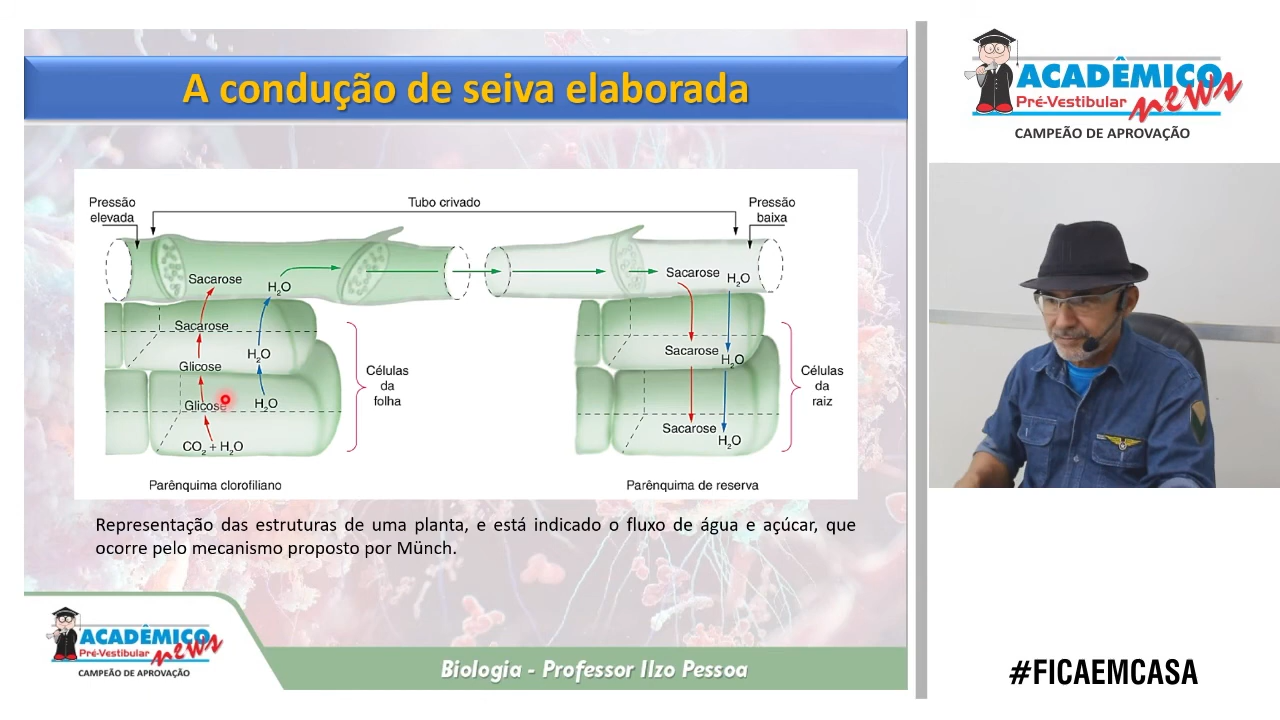 A condução de seiva elaborada
Pressão
elevada
Tubo crivado
Pressão
baixa
Sacarose
H₂O
Sacarose
H₂O
Sacarose
H₂O
Glicose
Glicose
H₂O
CO₂ + H₂O
Células
da
folha
Sacarose
H₂O
Sacarose
H₂O
Células
da
raiz
Parênquima clorofiliano
Parênquima de reserva
Representação das estruturas de uma planta, e está indicado o fluxo de água e açúcar, que
ocorre pelo mecanismo proposto por Münch.
ACADÊMICO
Pré-Vestibular news
CAMPEÃO DE APROVAÇÃO
Biologia - Professor Ilzo Pessoa
ACADÊMICO
Pré-Vestibular news
CAMPEÃO DE APROVAÇÃO
#FICAEMCASA